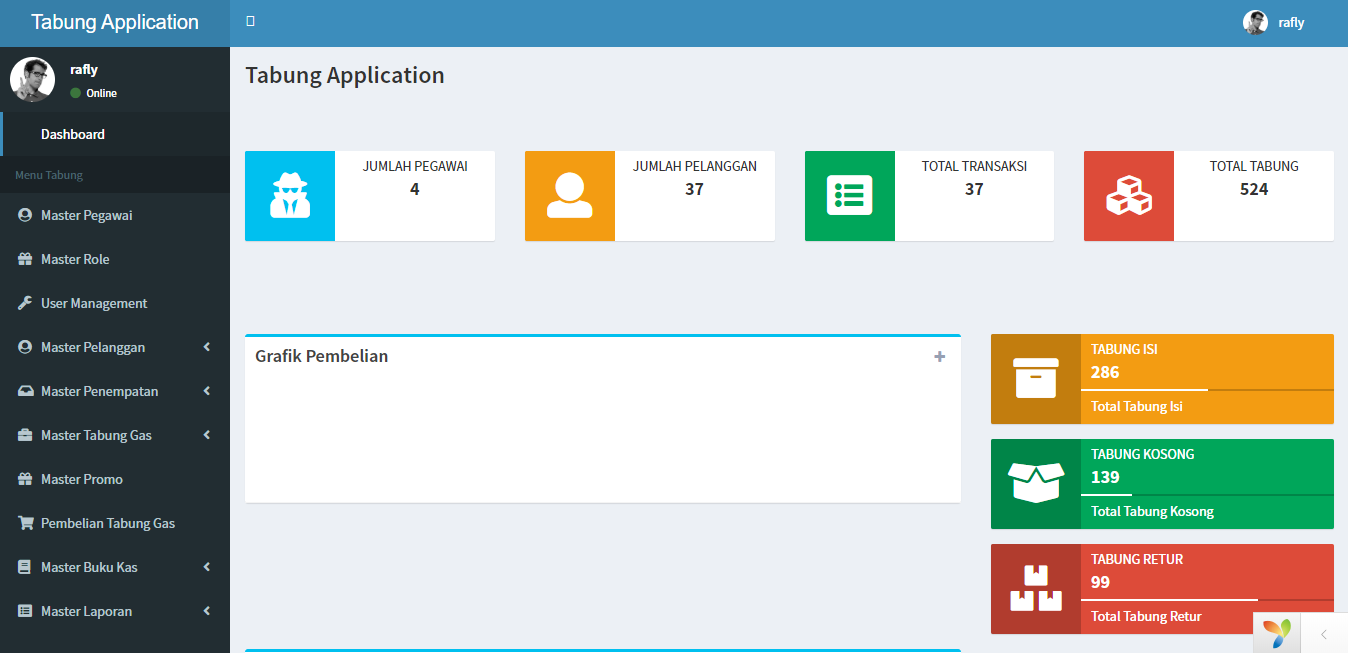 Tabung Application
rafly
rafly
Online
Dashboard
Menu Tabung
Master Pegawai
Master Role
User Management
Master Pelanggan
Master Penempatan
Master Tabung Gas
Master Promo
Pembelian Tabung Gas
Master Buku Kas
Master Laporan
Tabung Application
JUMLAH PEGAWAI
4
JUMLAH PELANGGAN
37
TOTAL TRANSAKSI
37
TOTAL TABUNG
524
Grafik Pembelian
TABUNG ISI
286
Total Tabung Isi
TABUNG KOSONG
139
Total Tabung Kosong
TABUNG RETUR
99
Total Tabung Retur